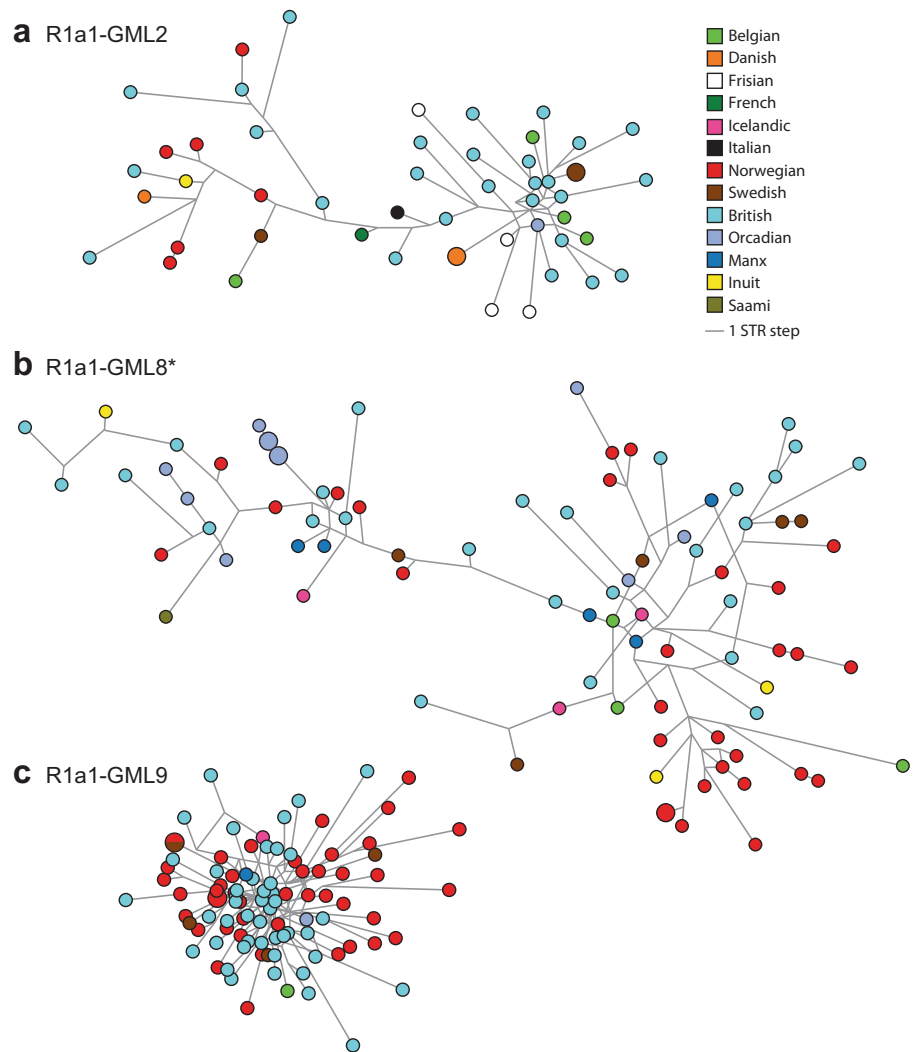 a R1a1-GML2
Belgian
Danish
Frisian
French
Icelandic
Italian
Norwegian
Swedish
British
Orcadian
Manx
Inuit
Saami
1 STR step
b R1a1-GML8*
c R1a1-GML9